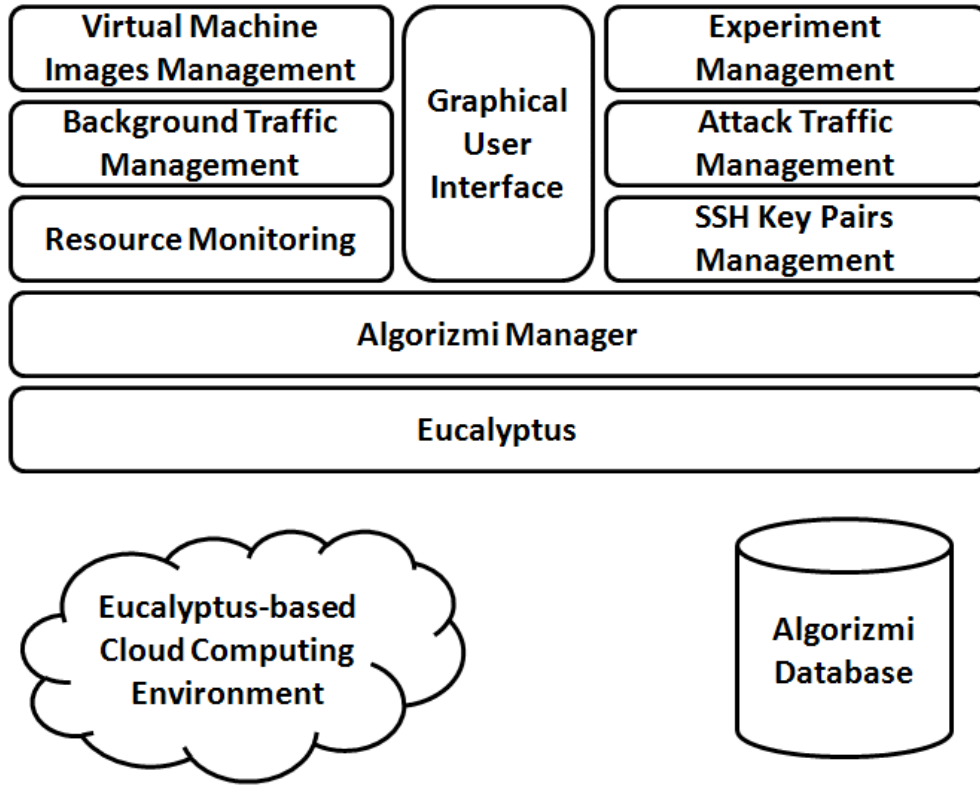 Virtual Machine
Images Management
Graphical
User
Interface
Experiment
Management
Background Traffic
Management
Attack Traffic
Management
Resource Monitoring
SSH Key Pairs
Management
Algorizmi Manager
Eucalyptus
Eucalyptus-based
Cloud Computing
Environment
Algorizmi
Database